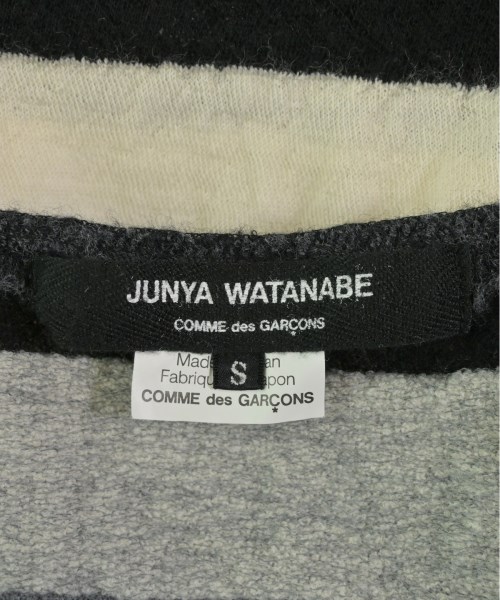 JUNYA WATANABE
COMME des GARÇONS
S
COMME des GARÇONS